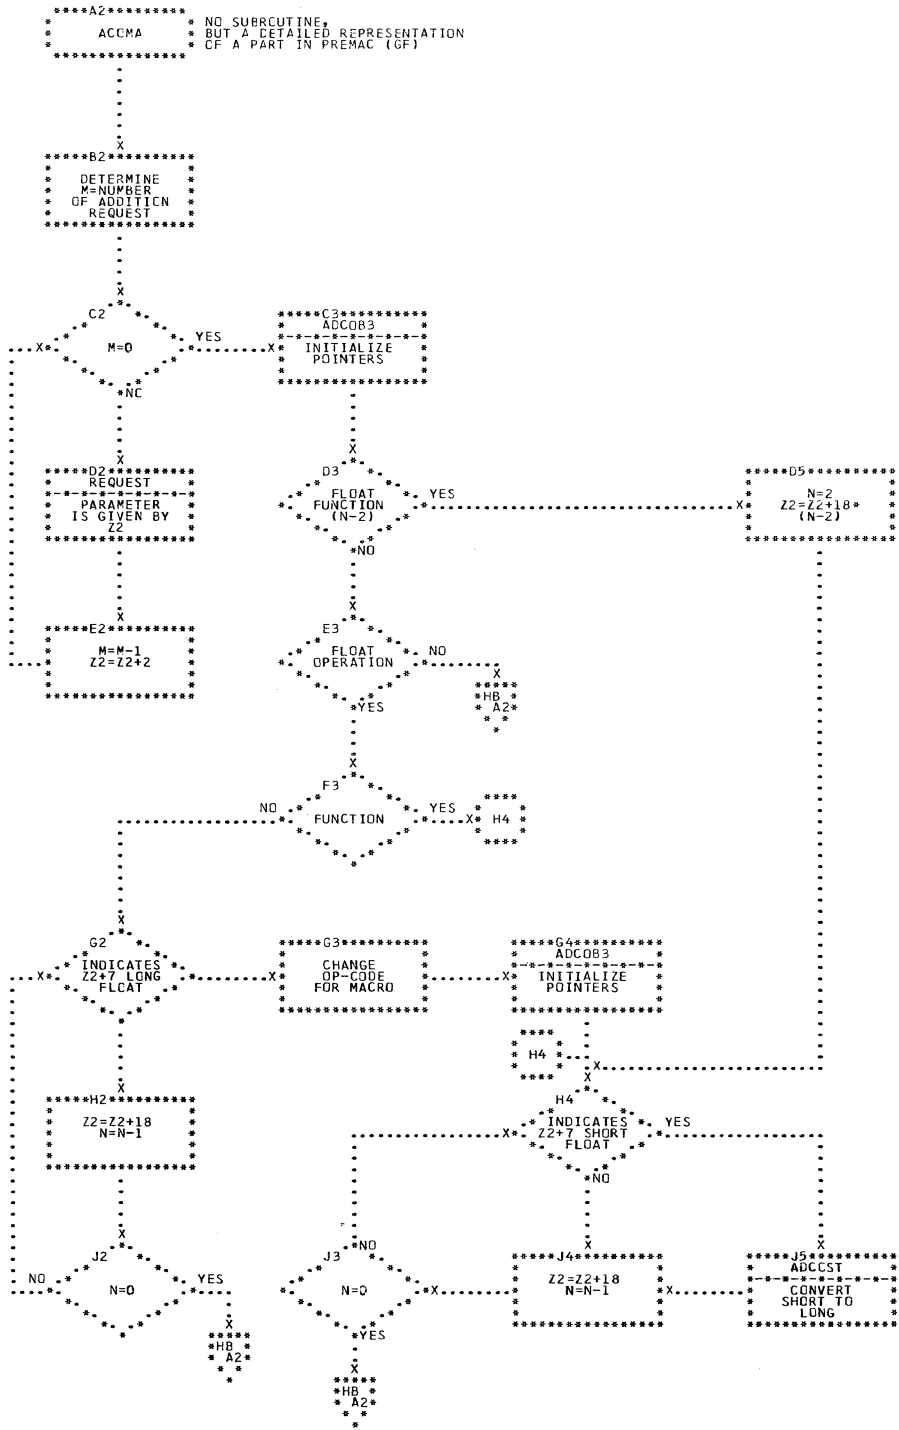 A2
ACCMA
NO SUBRCUTINE,
BUT A DETAILED REPRESENTATION
OF A PART IN PREMAC (GF)
B2
DETERMINE
M=NUMBER
OF ADDITICN
REQUEST
C2
M=0
YES
NC
C3
ADCOB3
INITIALIZE
POINTERS
D2
REQUEST
PARAMETER
IS GIVEN BY
Z2
D3
FLOAT
FUNCTION
(N-2)
YES
NO
D5
N=2
Z2=Z2+18*
(N-2)
E2
M=M-1
Z2=Z2+2
E3
FLOAT
OPERATION
NO
YES
HB
A2
F3
FUNCTION
NO
YES
H4
G2
INDICATES
Z2+7 LONG
FLCAT
G3
CHANGE
OP-CODE
FOR MACRO
G4
ADCOB3
INITIALIZE
POINTERS
H4
H2
Z2=Z2+18
N=N-1
H4
INDICATES
Z2+7 SHORT
FLOAT
YES
NO
J2
N=0
NO
YES
HB
A2
J3
NO
N=0
YES
HB
A2
J4
Z2=Z2+18
N=N-1
J5
ADCCST
CONVERT
SHORT TO
LONG